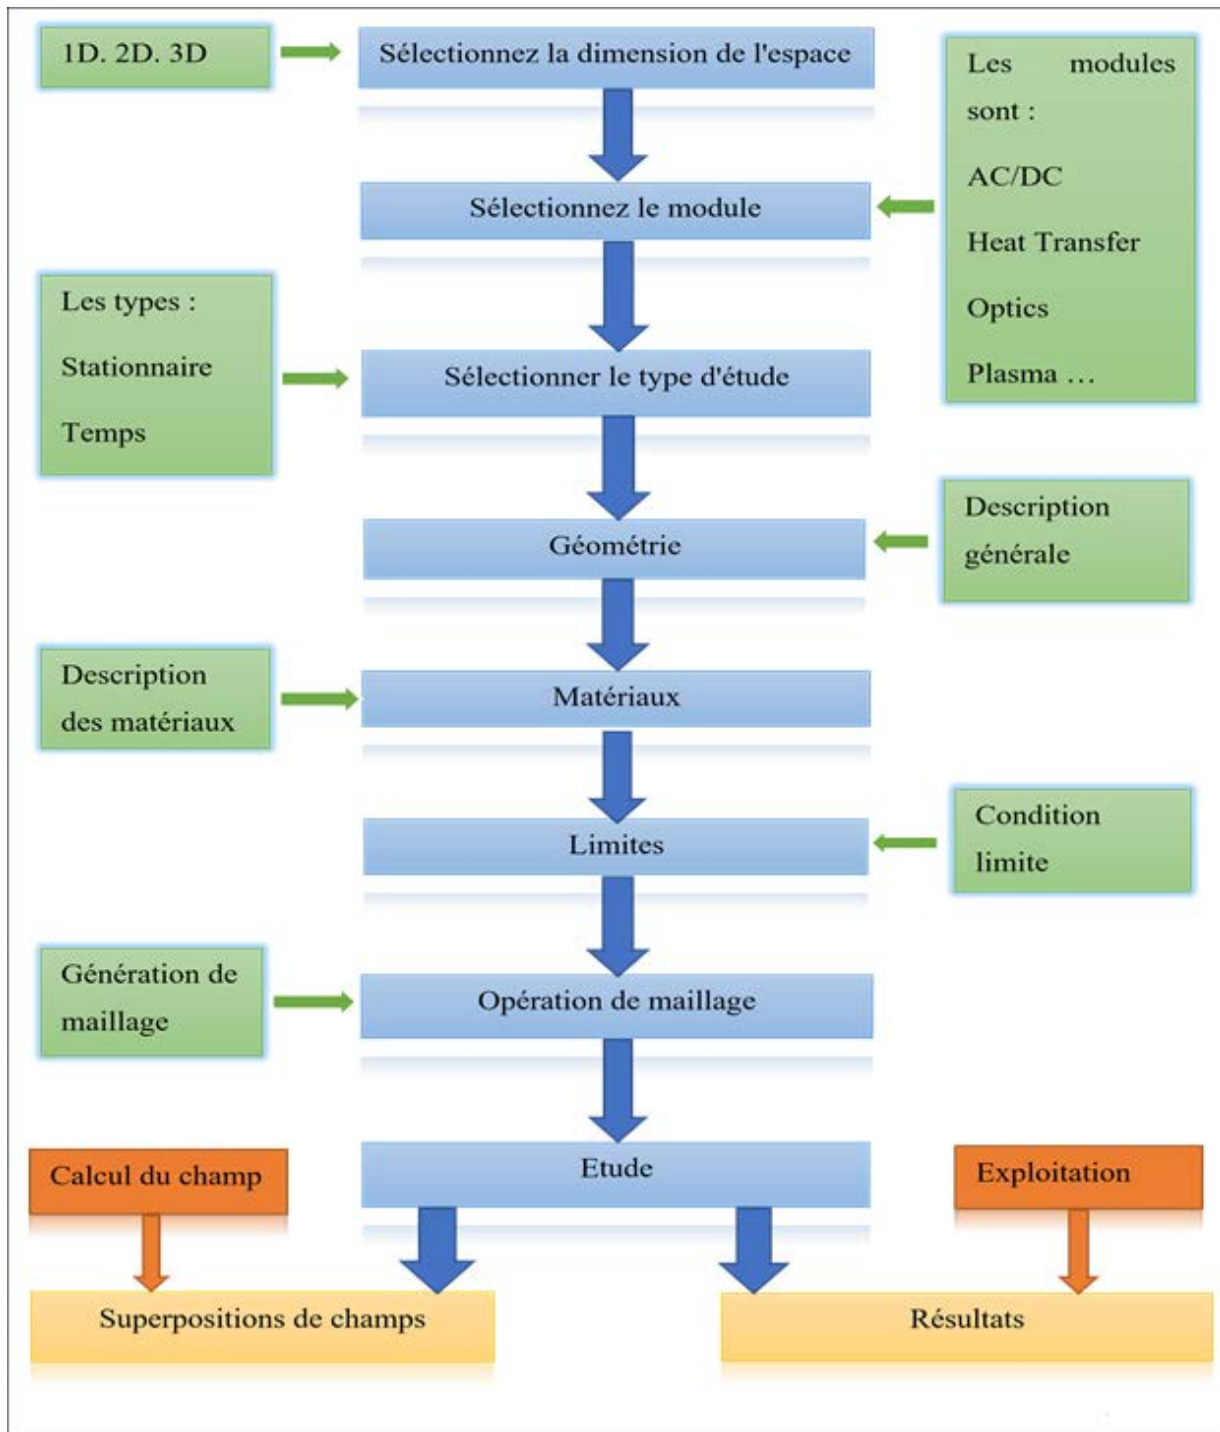 1D. 2D. 3D
Sélectionnez la dimension de l'espace
Les modules
sont :
AC/DC
Heat Transfer
Optics
Plasma ...
Sélectionnez le module
Les types :
Stationnaire
Temps
Sélectionner le type d'étude
Géométrie
Description
générale
Description
des matériaux
Matériaux
Limites
Condition
limite
Génération de
maillage
Opération de maillage
Etude
Calcul du champ
Exploitation
Superpositions de champs
Résultats